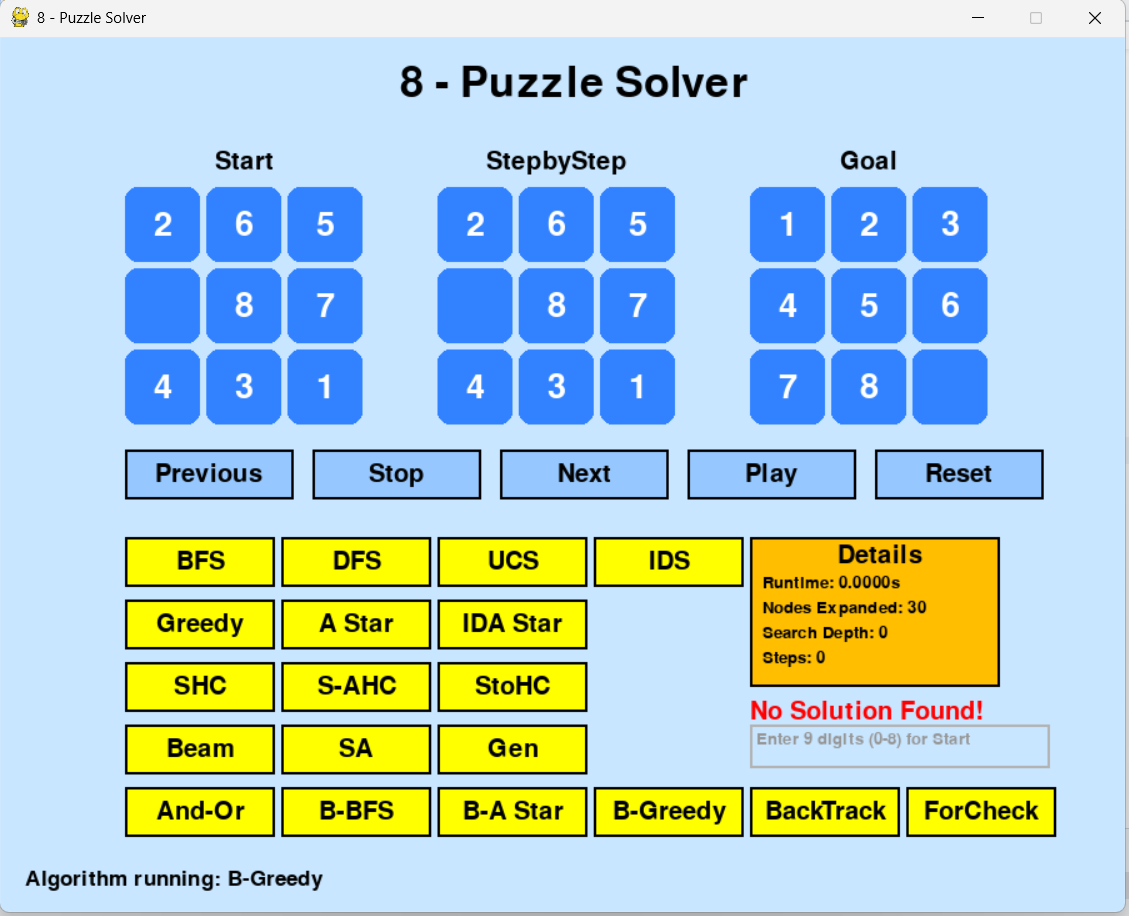 8 - Puzzle Solver
8 - Puzzle Solver
Start StepbyStep Goal
2 6 5 2 6 5 1 2 3
8 7 8 7 4 5 6
4 3 1 4 3 1 7 8
Previous Stop Next Play Reset
BFS DFS UCS IDS
Greedy A Star IDA Star
SHC S-AHC StoHC
Beam SA Gen
Details
Runtime: 0.0000s
Nodes Expanded: 30
Search Depth: 0
Steps: 0
No Solution Found!
Enter 9 digits (0-8) for Start
And-Or B-BFS B-A Star B-Greedy BackTrack ForCheck
Algorithm running: B-Greedy